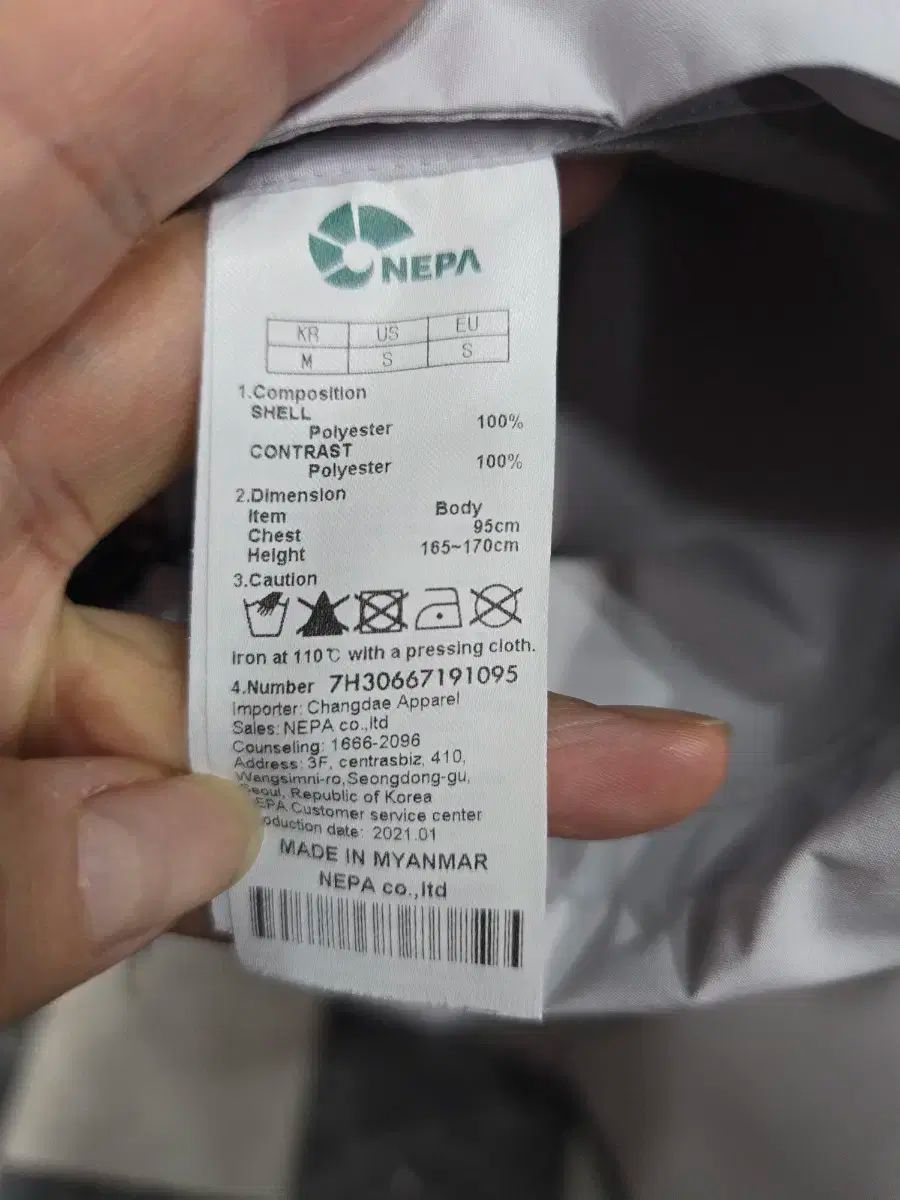 NEPA
KR US EU
M S S
1.Composition
SHELL
Polyester 100%
CONTRAST
Polyester 100%
2.Dimension
Item Body
Chest 95cm
Height 165~170cm
3.Caution
Iron at 110℃ with a pressing cloth.
4.Number 7H30667191095
Importer: Changdae Apparel
Sales: NEPA co.,ltd
Counseling: 1666-2096
Address: 3F, centrasbiz, 410,
Wangsimni-ro,Seongdong-gu,
Seoul, Republic of Korea
EPA Customer service center
oduction date: 2021.01
MADE IN MYANMAR
NEPA co.,ltd